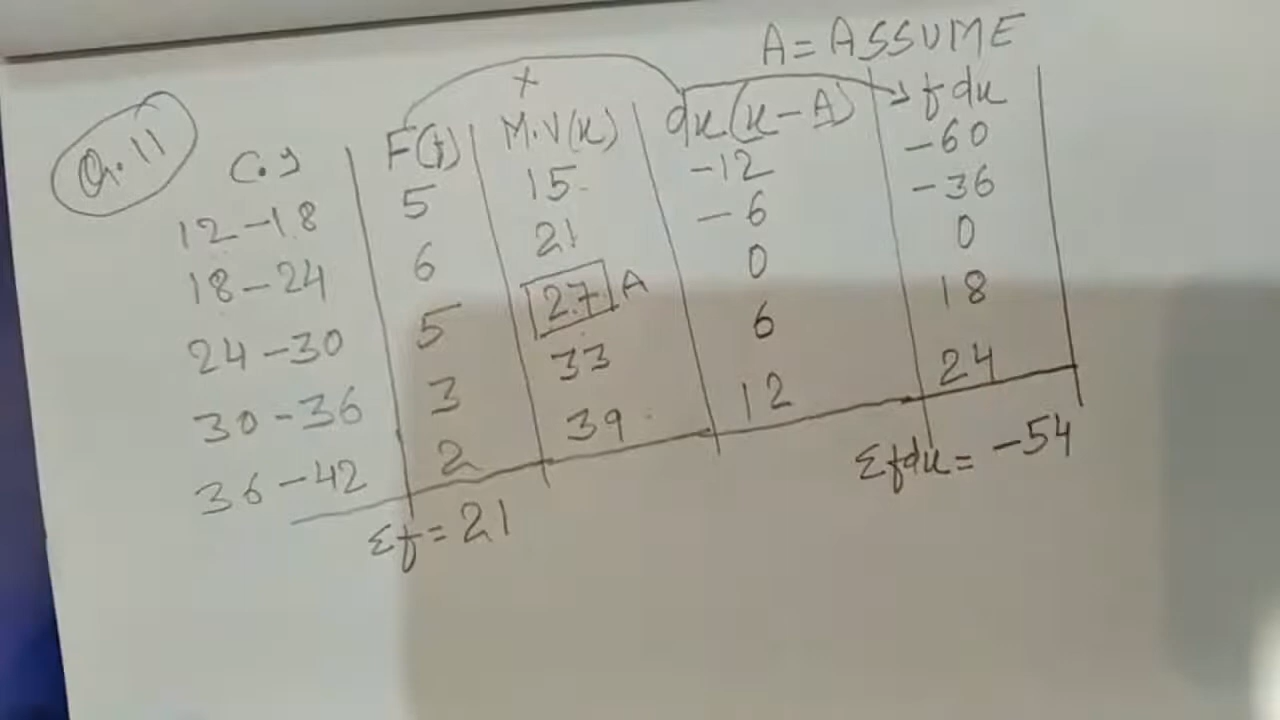 A = ASSUME
Q.11
×
C.I F(f) M.V(x) dx(x-A) fdx
12-18 5 15 -12 -60
18-24 6 21 -6 -36
24-30 5 27 A 0 0
30-36 3 33 6 18
36-42 2 39 12 24
Σf = 21 Σfdx = -54